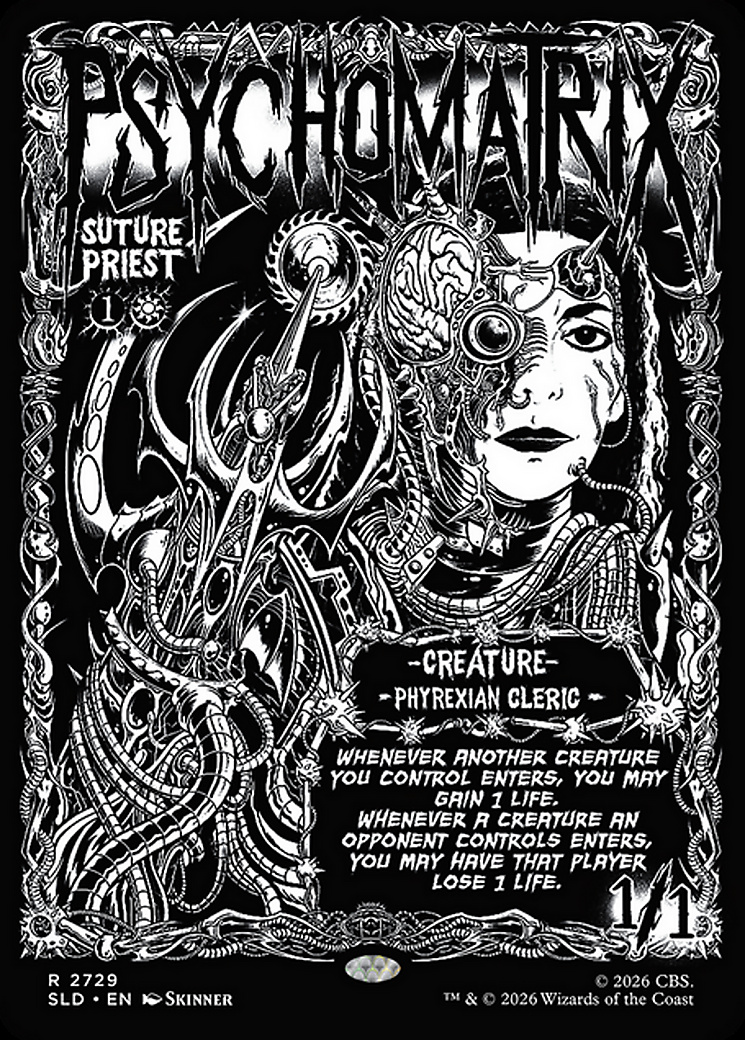 PSYCHOMATRIX
SUTURE
PRIEST
1
-CREATURE-
-PHYREXIAN CLERIC-
WHENEVER ANOTHER CREATURE
YOU CONTROL ENTERS, YOU MAY
GAIN 1 LIFE.
WHENEVER A CREATURE AN
OPPONENT CONTROLS ENTERS,
YOU MAY HAVE THAT PLAYER
LOSE 1 LIFE.
1/1
R 2729
SLD • EN SKINNER
© 2026 CBS.
™ & © 2026 Wizards of the Coast